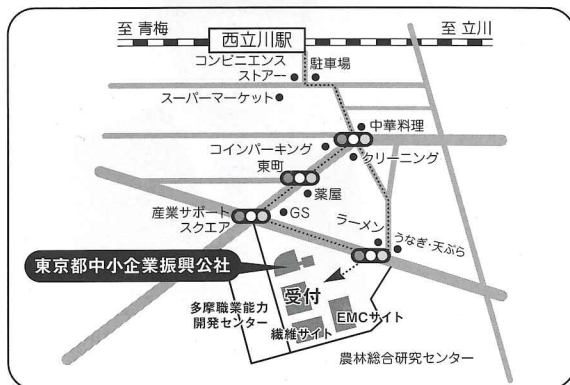 至 青梅
至 立川
西立川駅
コンビニエンス
ストアー
駐車場
スーパーマーケット
中華料理
コインパーキング
クリーニング
東町
薬屋
産業サポート
スクエア
GS
ラーメン
うなぎ・天ぷら
東京都中小企業振興公社
受付
多摩職業能力
開発センター
EMCサイト
繊維サイト
農林総合研究センター